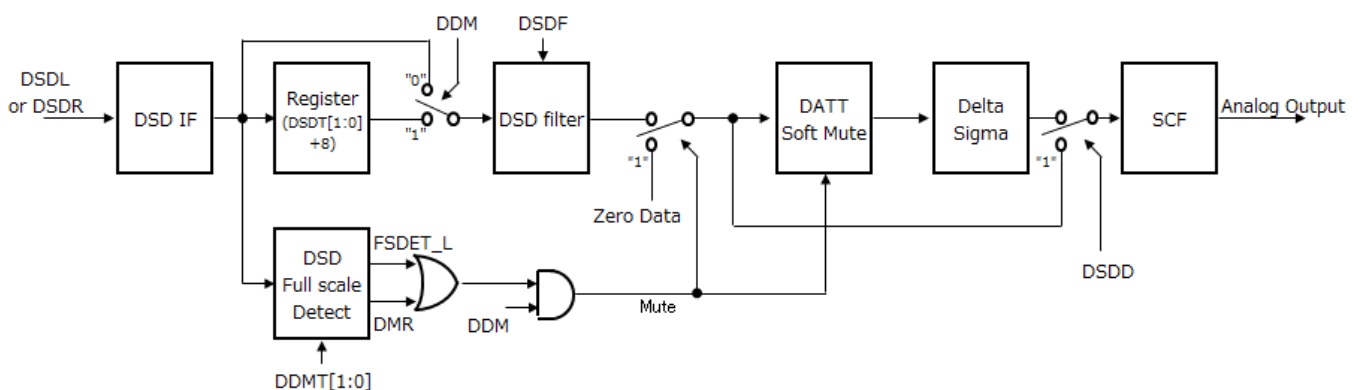 DDM
DSDF
DSDL
or DSDR
DSD IF
Register
(DSDT[1:0]
+8)
"0"
"1"
DSD filter
"1"
Zero Data
DATT
Soft Mute
Delta
Sigma
"1"
SCF
Analog Output
DSDD
DSD
Full scale
Detect
FSDET_L
DMR
DDM
Mute
DDMT[1:0]